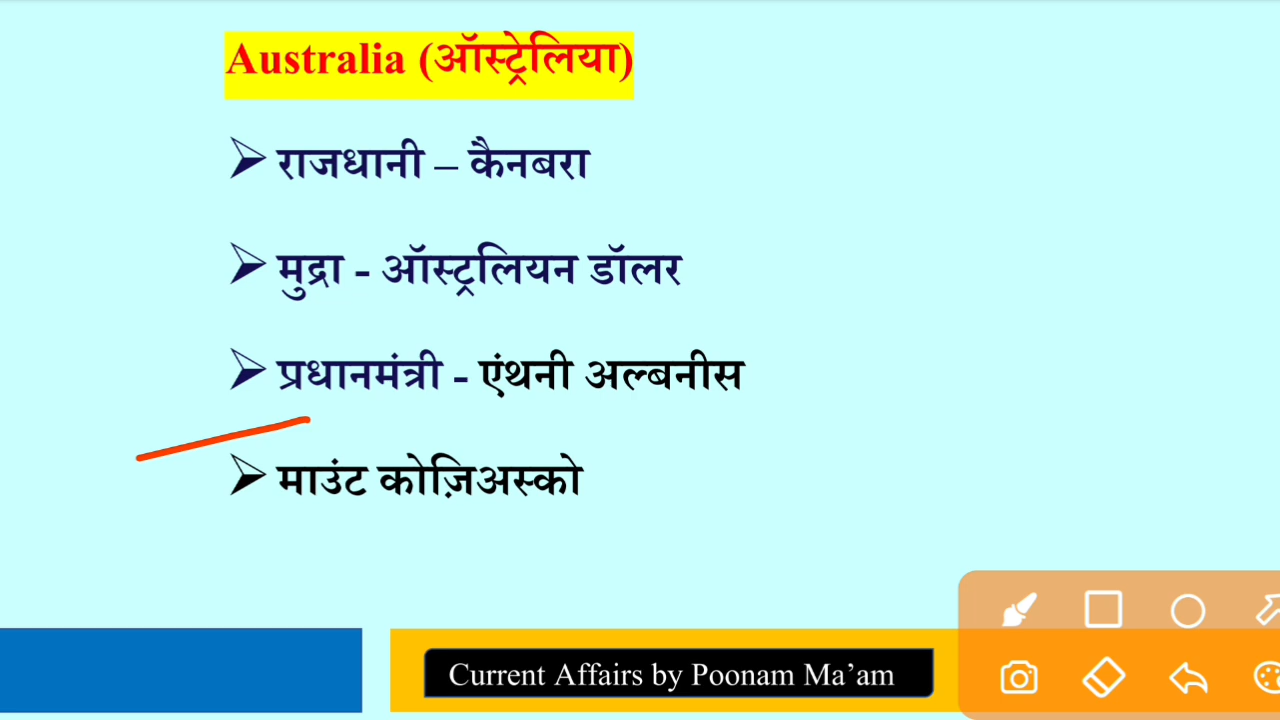 Australia (ऑस्ट्रेलिया)
➢ राजधानी – कैनबरा
➢ मुद्रा - ऑस्ट्रलियन डॉलर
➢ प्रधानमंत्री - एंथनी अल्बनीस
➢ माउंट कोज़िअस्को
Current Affairs by Poonam Ma’am